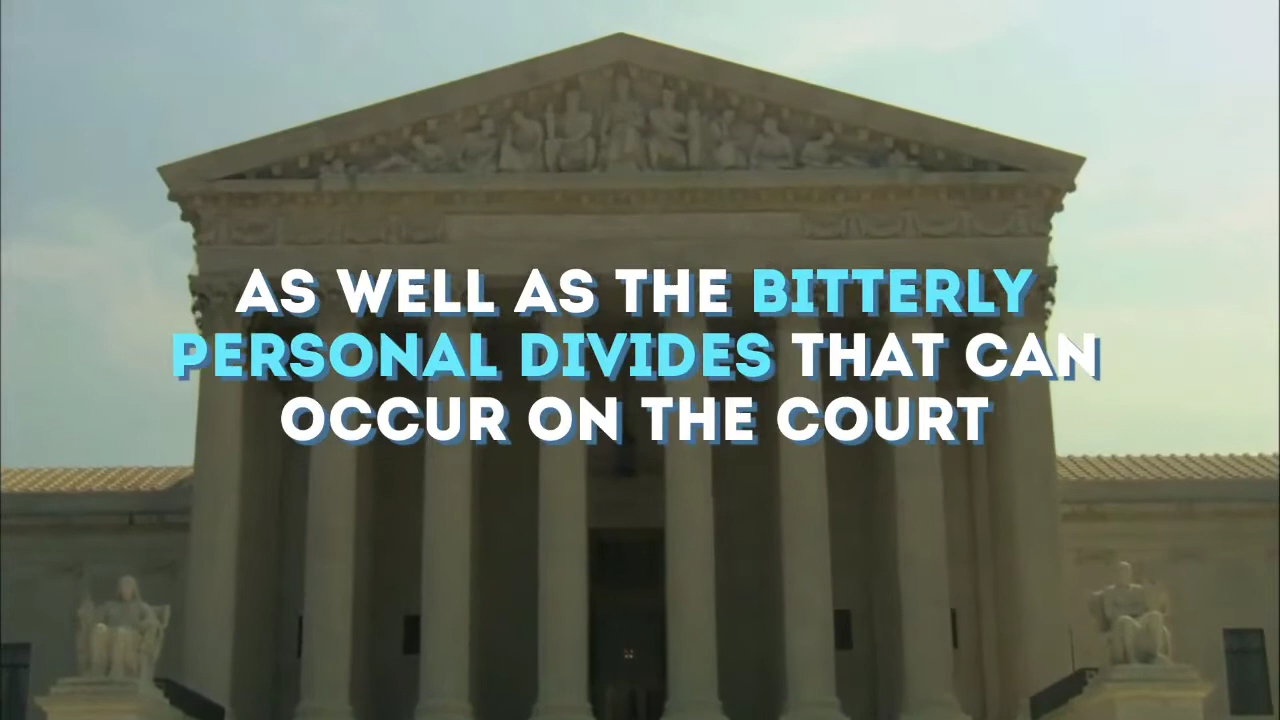 AS WELL AS THE BITTERLY
PERSONAL DIVIDES THAT CAN
OCCUR ON THE COURT